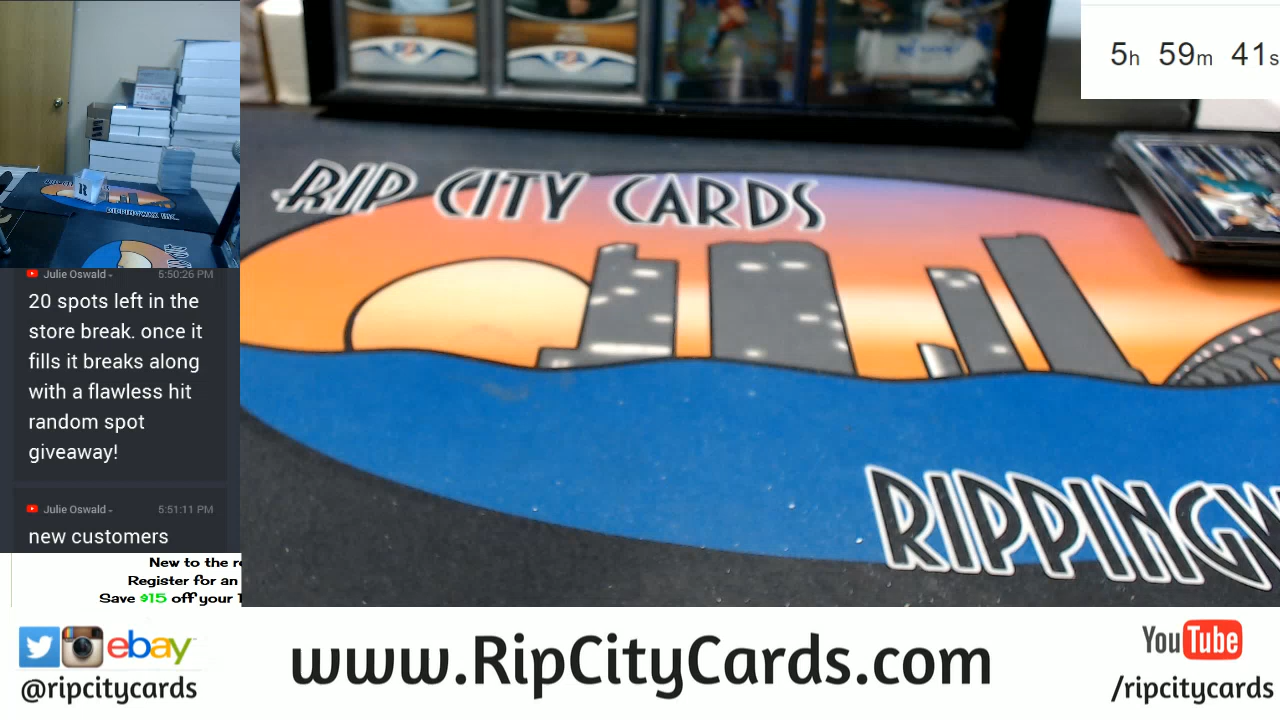 5h 59m 41s
RIP CITY CARDS
RIPPINGW
RIPPINGWAX INC.
Julie Oswald 5:50:26 PM
20 spots left in the
store break. once it
fills it breaks along
with a flawless hit
random spot
giveaway!
Julie Oswald 5:51:11 PM
new customers
New to the
Register for an
Save $15 off your
ebay
@ripcitycards
www.RipCityCards.com
YouTube
/ripcitycards